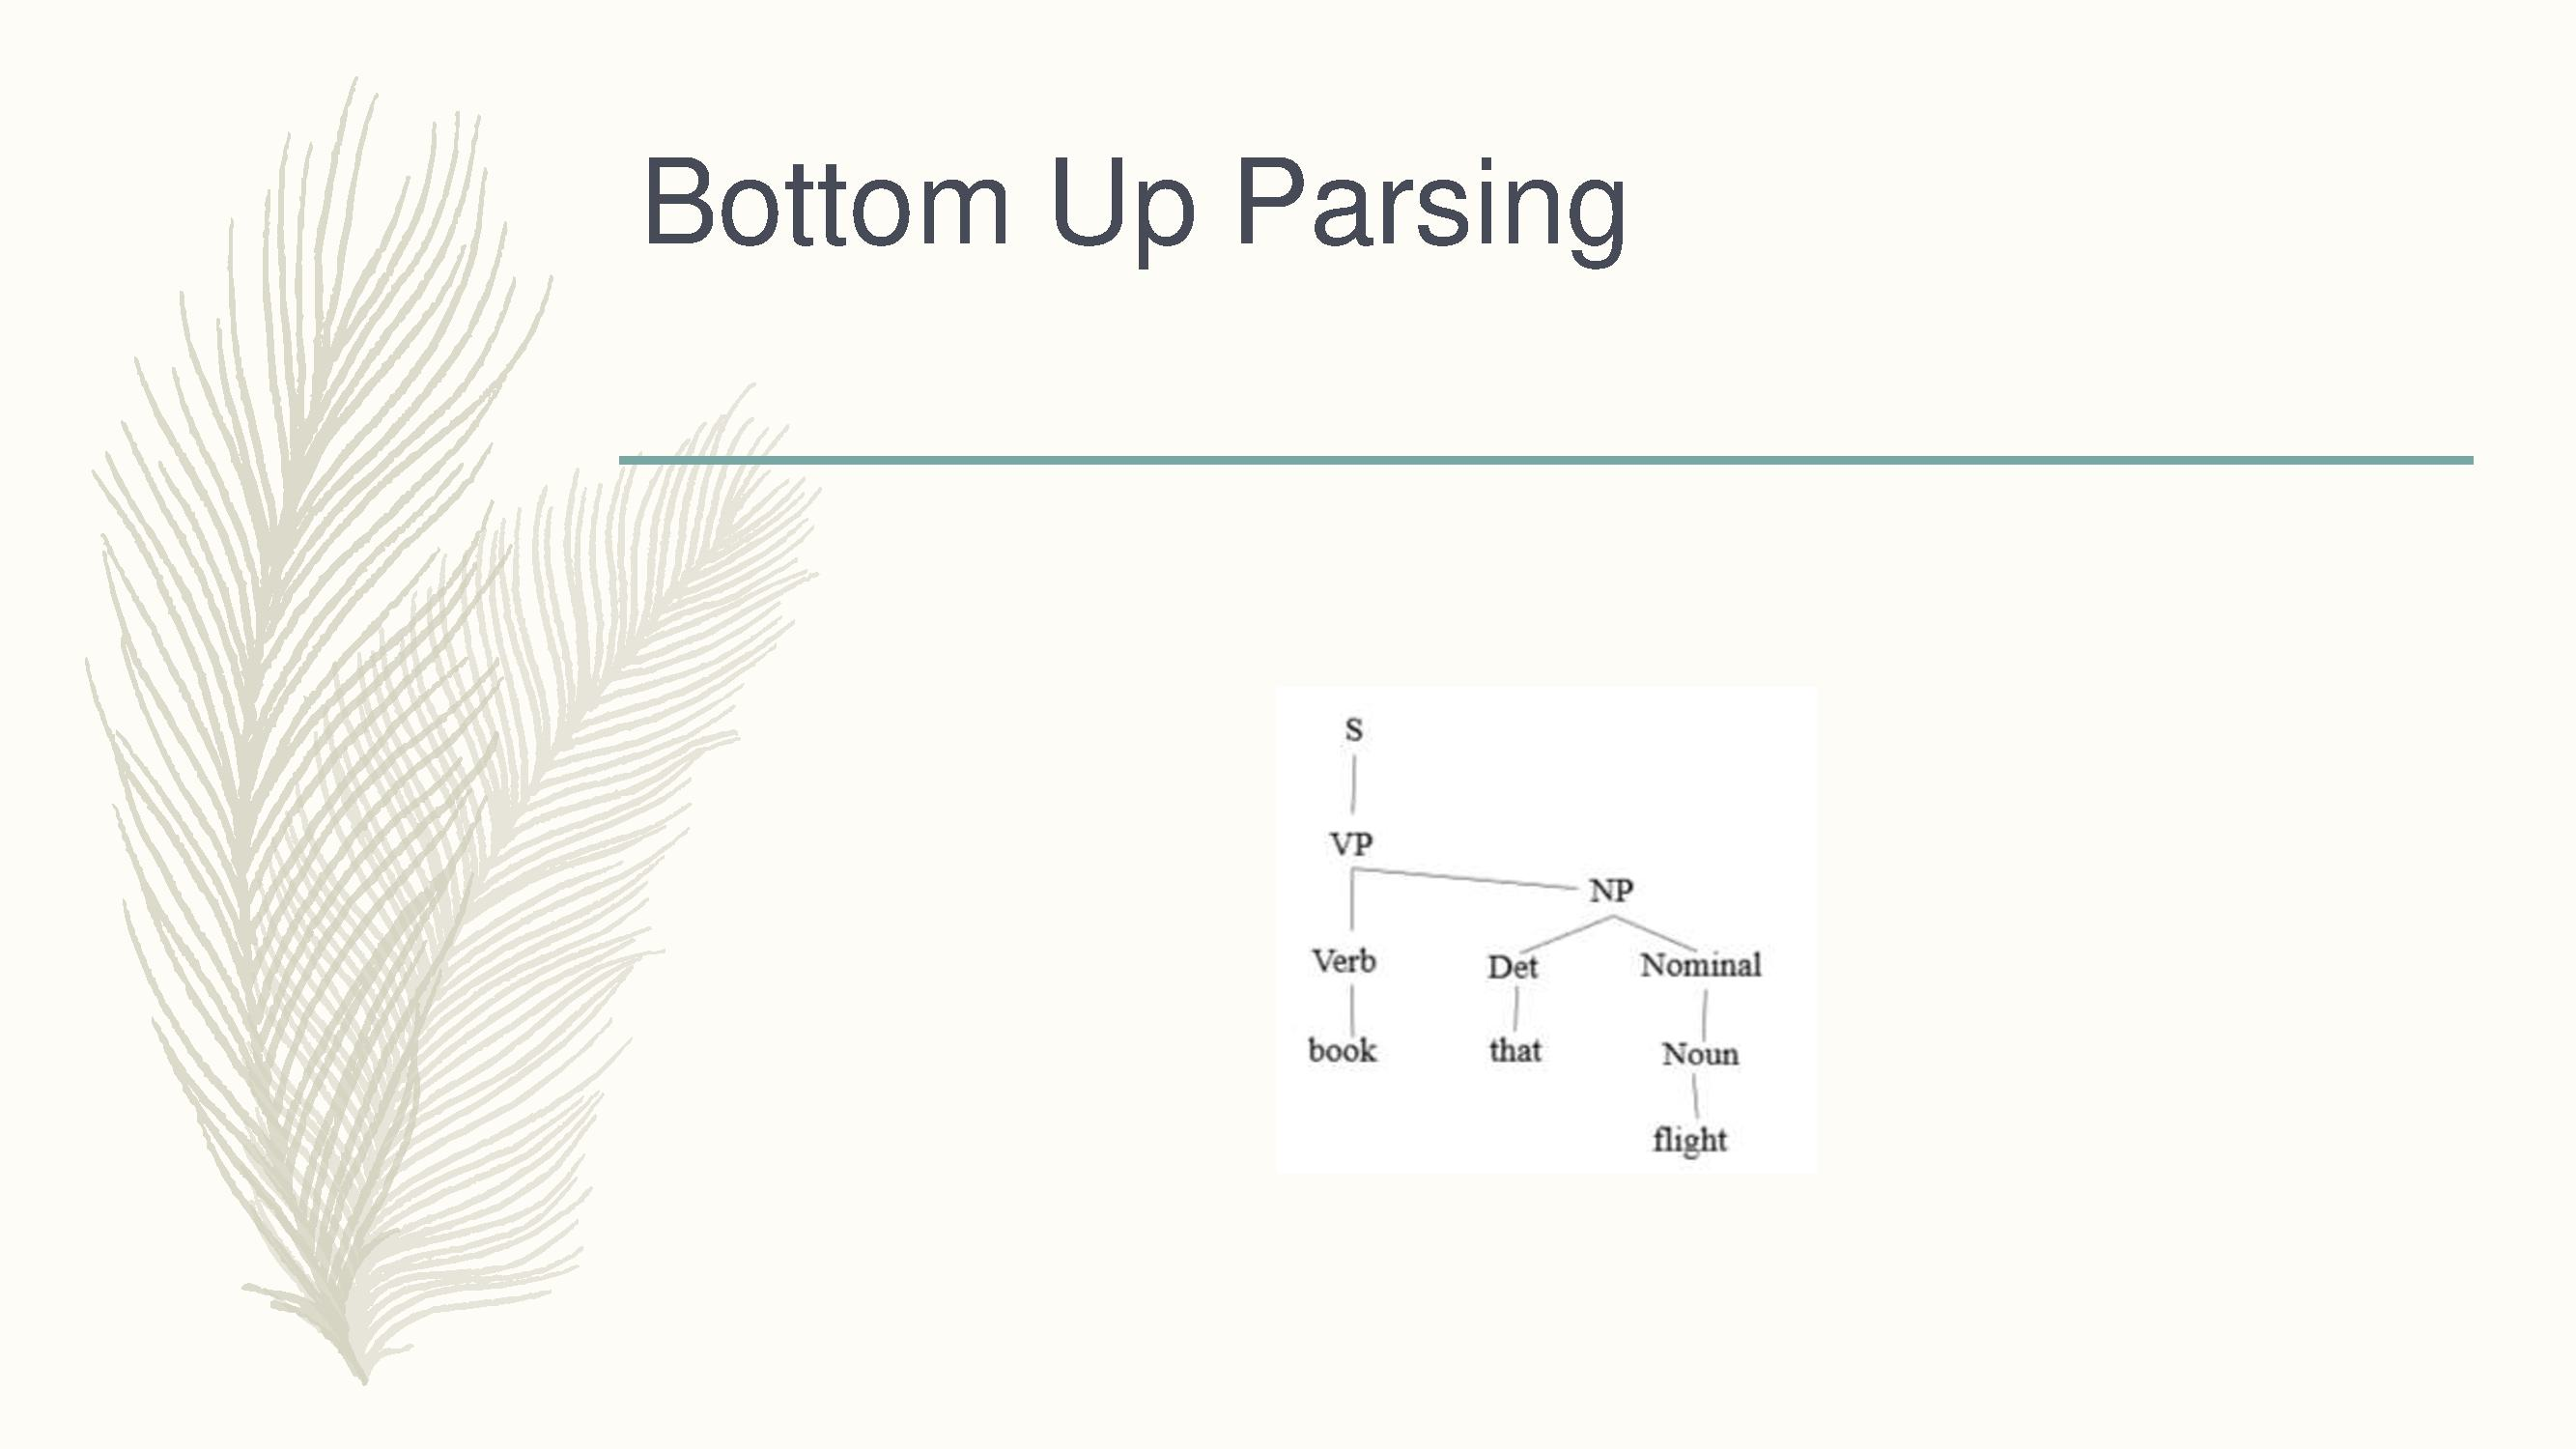 Bottom Up Parsing
S
VP
NP
Verb Det Nominal
book that Noun
flight